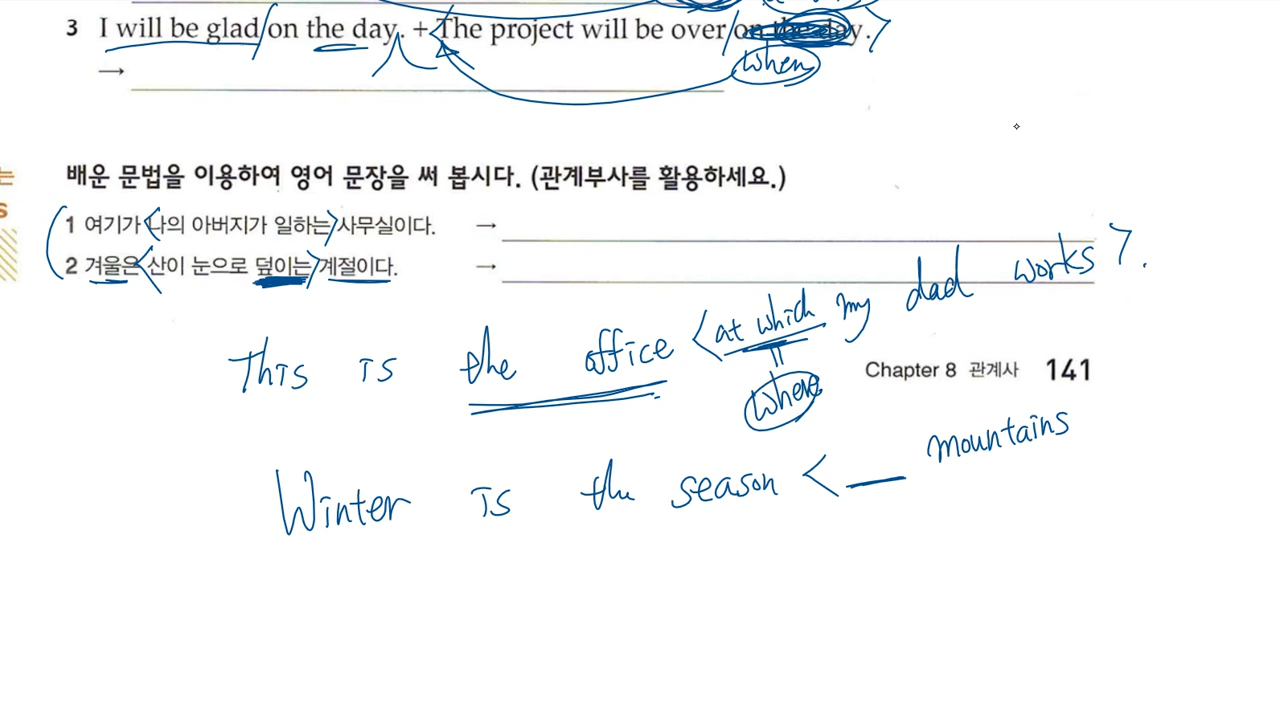 3 I will be glad on the day. + The project will be over on the day.
when
→
배운 문법을 이용하여 영어 문장을 써 봅시다. (관계부사를 활용하세요.)
1 여기가 나의 아버지가 일하는 사무실이다. →
2 겨울은 산이 눈으로 덮이는 계절이다. →
This is the office <at which my dad works>.
where
Chapter 8 관계사 141
Winter is the season < mountains